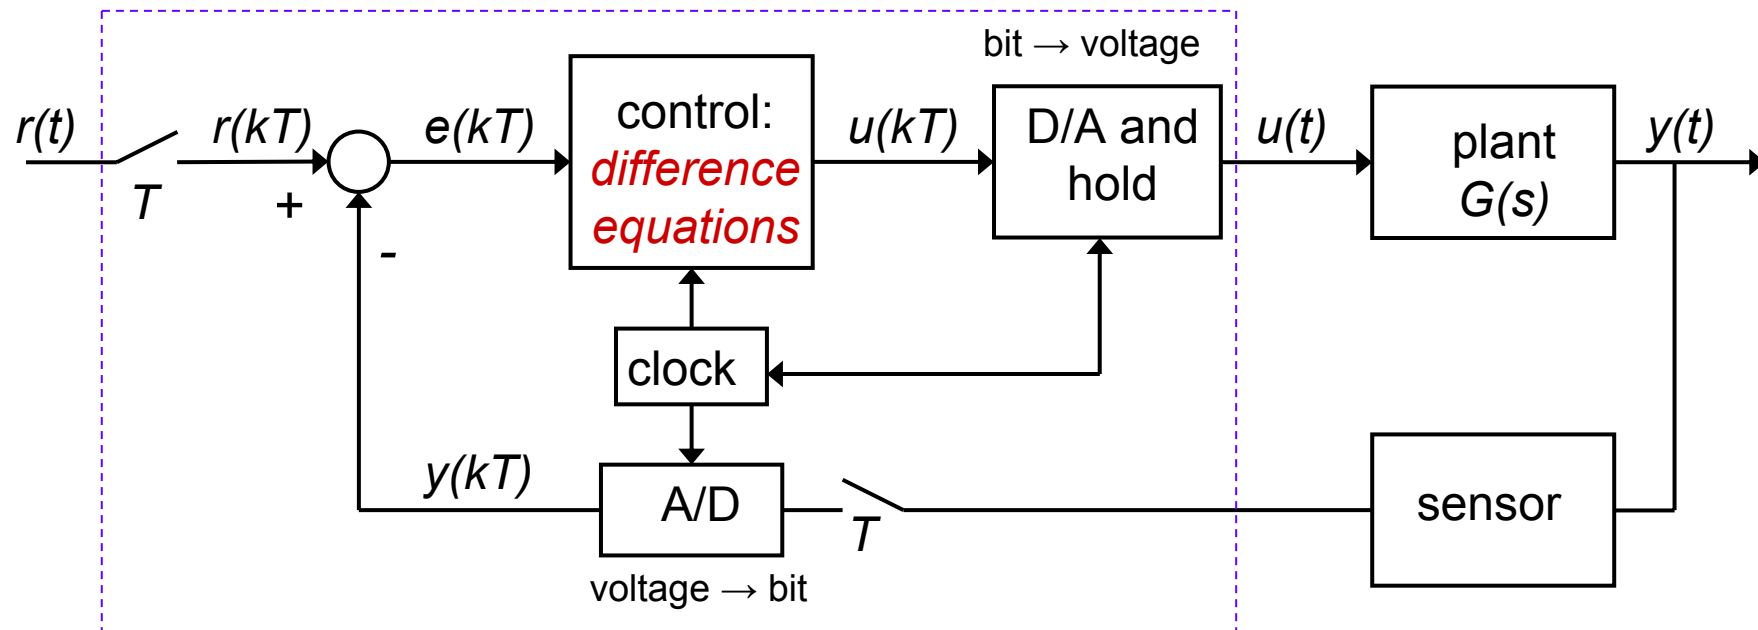 bit → voltage
r(t)
r(kT)
e(kT)
control:
difference
equations
u(kT)
D/A and
hold
u(t)
plant
G(s)
y(t)
T
+
-
clock
y(kT)
A/D
T
sensor
voltage → bit